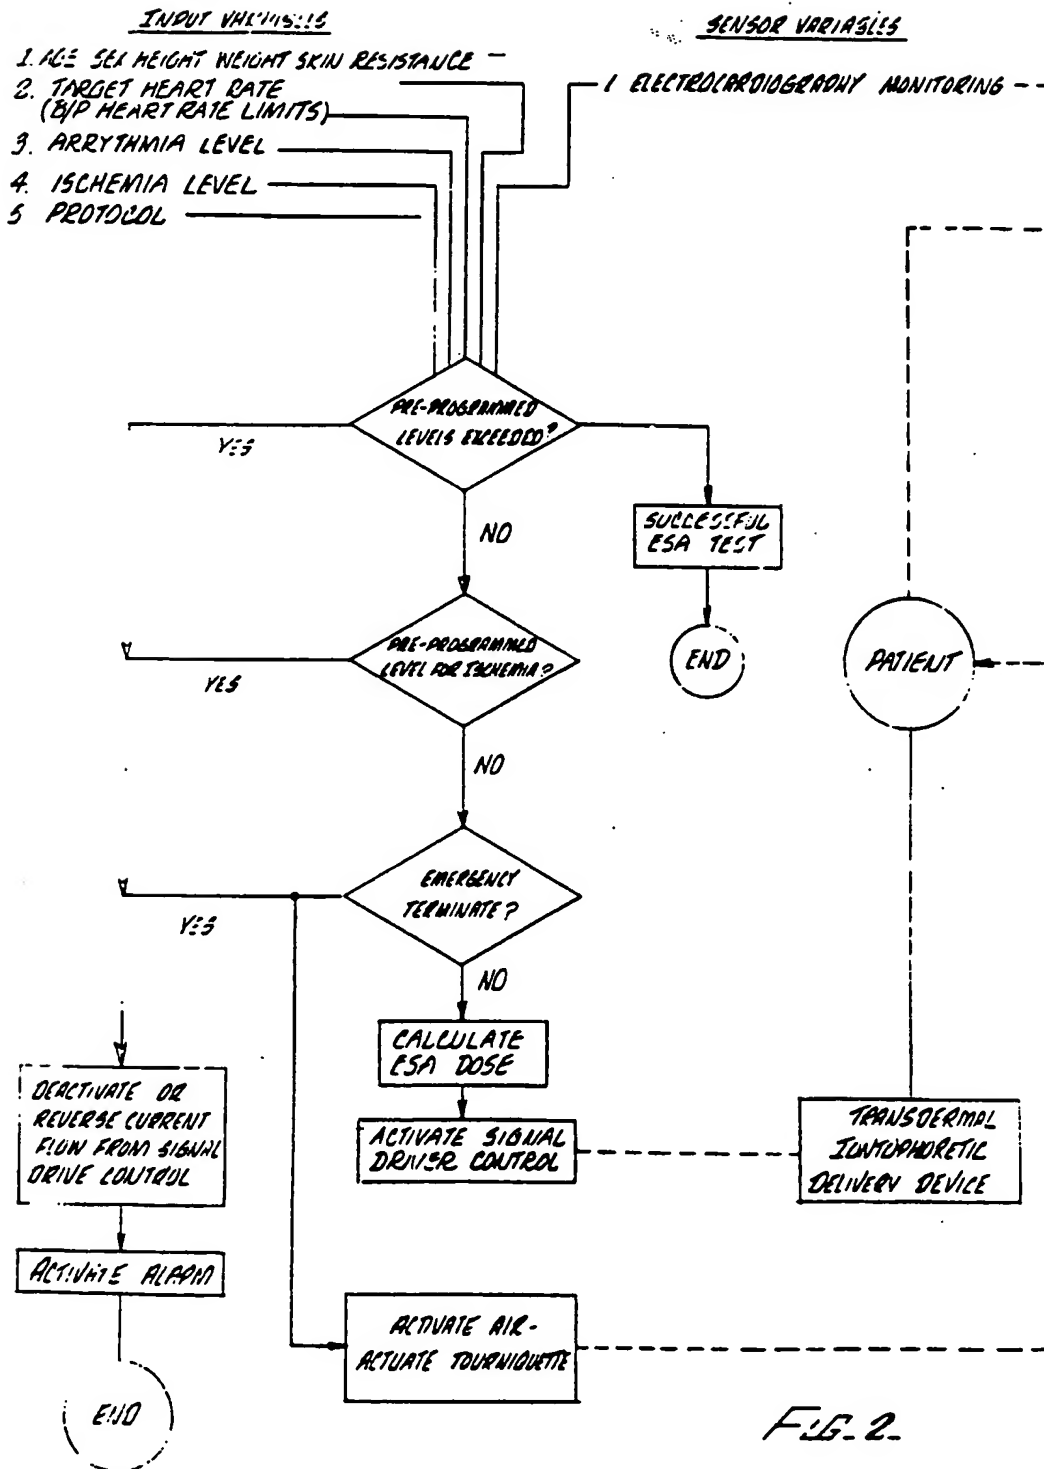 INPUT VARIABLES
SENSOR VARIABLES
1. AGE SEX HEIGHT WEIGHT SKIN RESISTANCE
2. TARGET HEART RATE
(B/P HEART RATE LIMITS)
3. ARRYTHMIA LEVEL
4. ISCHEMIA LEVEL
5 PROTOCOL
1 ELECTROCARDIOGRAPHY MONITORING
PRE-PROGRAMMED
LEVELS EXCEEDED?
YES
NO
SUCCESSFUL
ESA TEST
END
PRE-PROGRAMMED
LEVEL FOR ISCHEMIA?
YES
NO
PATIENT
EMERGENCY
TERMINATE?
YES
NO
CALCULATE
ESA DOSE
ACTIVATE SIGNAL
DRIVER CONTROL
TRANSDERMAL
IONTOPHORETIC
DELIVERY DEVICE
DEACTIVATE OR
REVERSE CURRENT
FLOW FROM SIGNAL
DRIVE CONTROL
ACTIVATE ALARM
END
ACTIVATE AIR-
ACTUATE TOURNIQUETTE
FIG. 2.